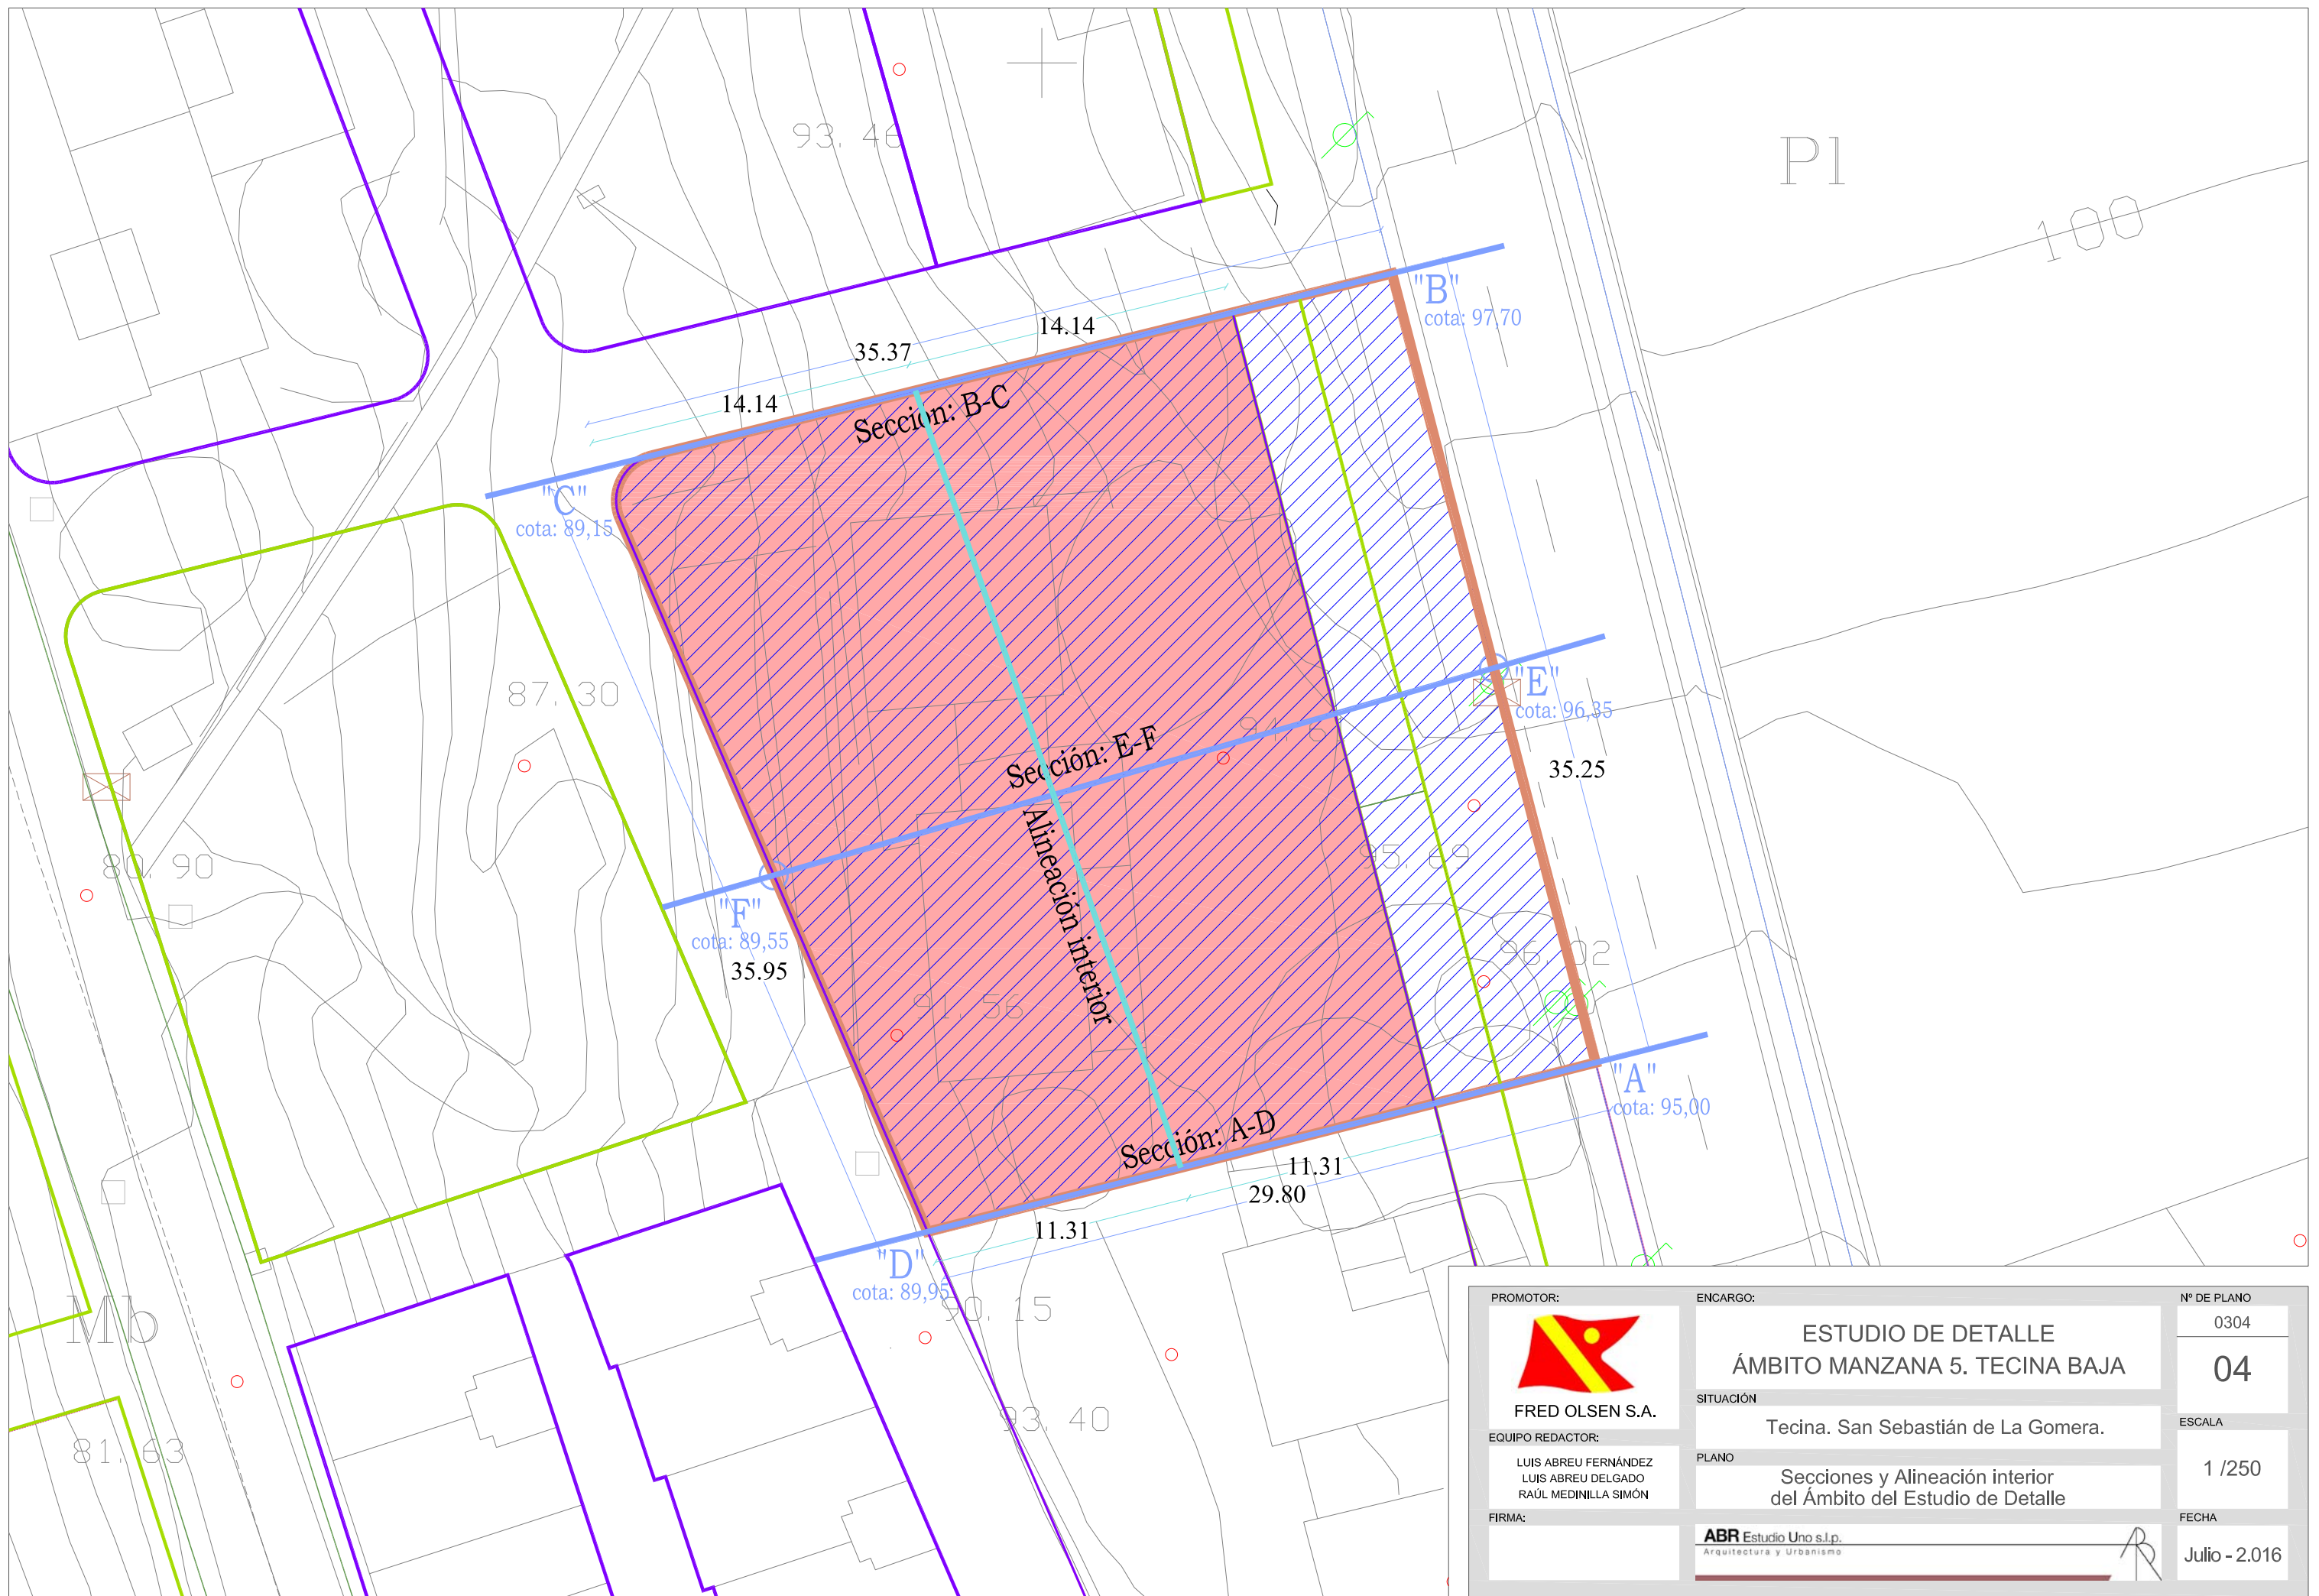 93.46
Pl
100
"B"
cota: 97,70
14.14
35.37
14.14
Sección: B-C
"C"
cota: 89,15
87.30
"E"
cota: 96,35
Sección: E-F
35.25
Alineación interior
80.90
95.69
"F"
cota: 89,55
35.95
96.02
91.56
"A"
cota: 95,00
Sección: A-D
11.31
29.80
11.31
"D"
cota: 89,95
90.15
Mb
93.40
81.63
PROMOTOR:
FRED OLSEN S.A.
EQUIPO REDACTOR:
LUIS ABREU FERNÁNDEZ
LUIS ABREU DELGADO
RAÚL MEDINILLA SIMÓN
FIRMA:
ENCARGO:
ESTUDIO DE DETALLE
ÁMBITO MANZANA 5. TECINA BAJA
SITUACIÓN
Tecina. San Sebastián de La Gomera.
PLANO
Secciones y Alineación interior
del Ámbito del Estudio de Detalle
ABR Estudio Uno s.l.p.
Arquitectura y Urbanismo
Nº DE PLANO
0304
04
ESCALA
1 /250
FECHA
Julio - 2.016